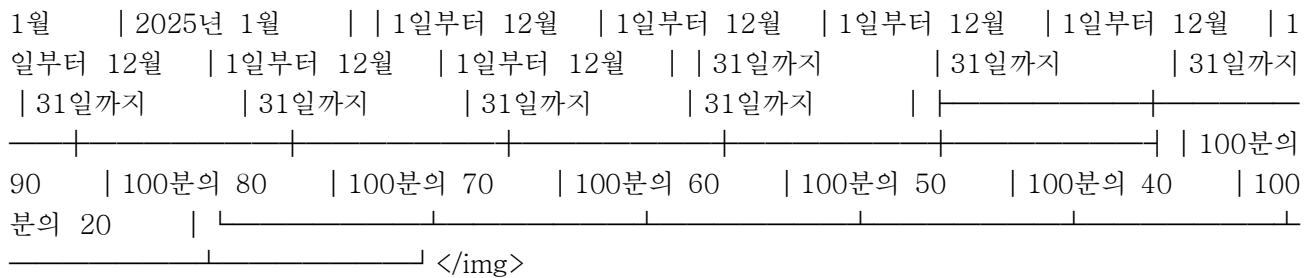 1월　　│2025년 1월　　││1일부터 12월　│1일부터 12월　│1일부터 12월　│1일부터 12월　│1
일부터 12월　│1일부터 12월　│1일부터 12월　││31일까지　　　│31일까지　　　│31일까지
│31일까지　　　│31일까지　　　│31일까지　　　│31일까지　　　│├───────┼─────
──┼───────┼───────┼───────┼───────┼───────┤│100분의
90　　│100분의 80　　│100분의 70　　│100분의 60　　│100분의 50　　│100분의 40　　│100
분의 20　　│└───────┴───────┴───────┴───────┴───────┴
───────┴───────┘</img>